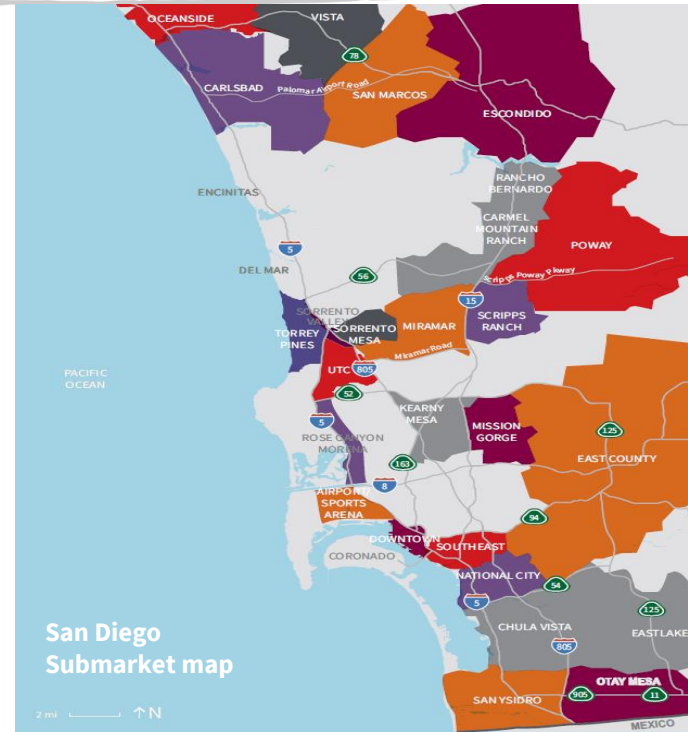 OCEANSIDE
VISTA
78
CARLSBAD
Palomar Airport Road
SAN MARCOS
ESCONDIDO
RANCHO
BERNARDO
ENCINITAS
CARMEL
MOUNTAIN
RANCH
POWAY
5
DEL MAR
56
Scripps Poway Pkway
15
SORRENTO
VALLEY
TORREY
PINES
SORRENTO
MESA
MIRAMAR
SCRIPPS
RANCH
Miramar Road
UTC
805
PACIFIC
OCEAN
52
5
KEARNY
MESA
MISSION
GORGE
125
ROSE CANYON
MORENA
EAST COUNTY
163
8
AIRPORT/
SPORTS
ARENA
94
DOWNTOWN
SOUTHEAST
CORONADO
NATIONAL CITY
54
5
125
CHULA VISTA
EASTLAKE
805
San Diego
Submarket map
OTAY MESA
SAN YSIDRO
905
11
2 mi
N
MEXICO